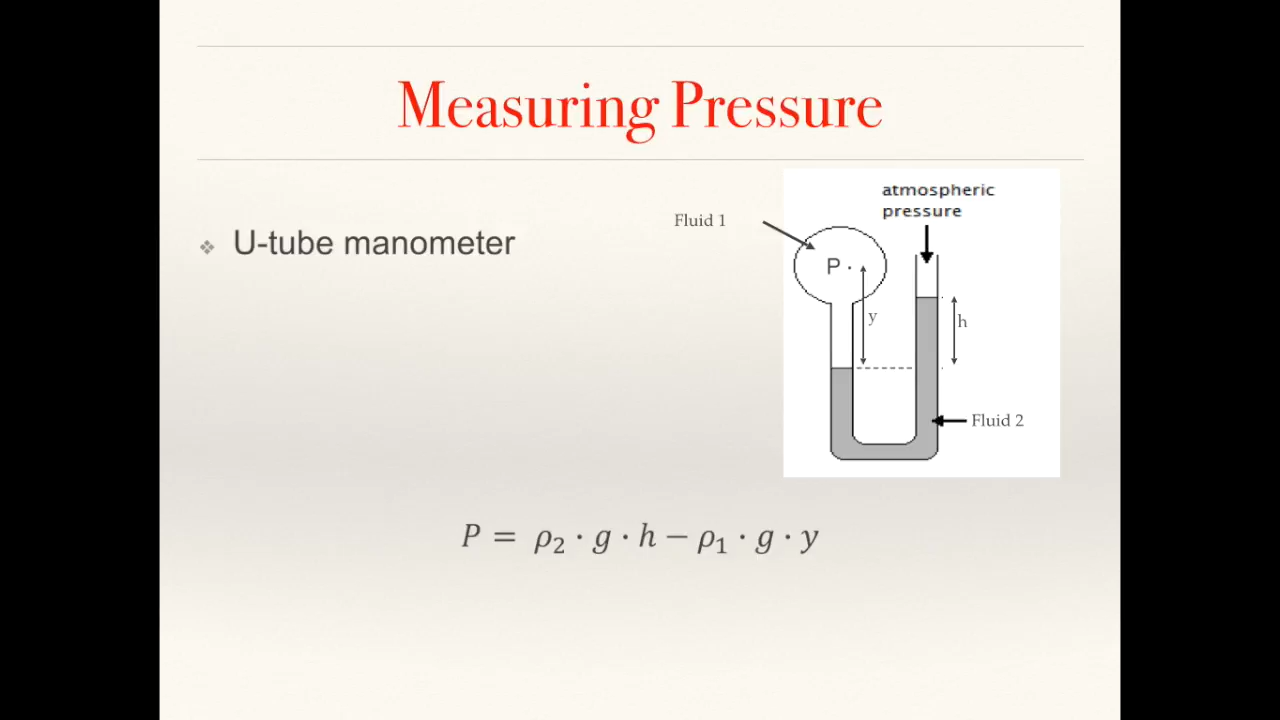 Measuring Pressure
❖ U-tube manometer
Fluid 1
atmospheric
pressure
P
y
h
Fluid 2
P = ρ₂ · g · h − ρ₁ · g · y